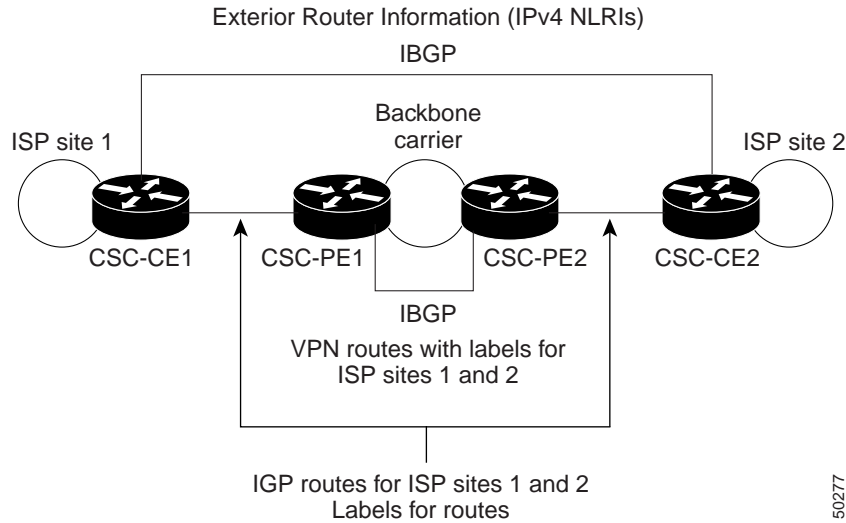 Exterior Router Information (IPv4 NLRIs)
IBGP
Backbone
carrier
ISP site 1
ISP site 2
CSC-CE1
CSC-PE1
CSC-PE2
CSC-CE2
IBGP
VPN routes with labels for
ISP sites 1 and 2
IGP routes for ISP sites 1 and 2
Labels for routes
50277